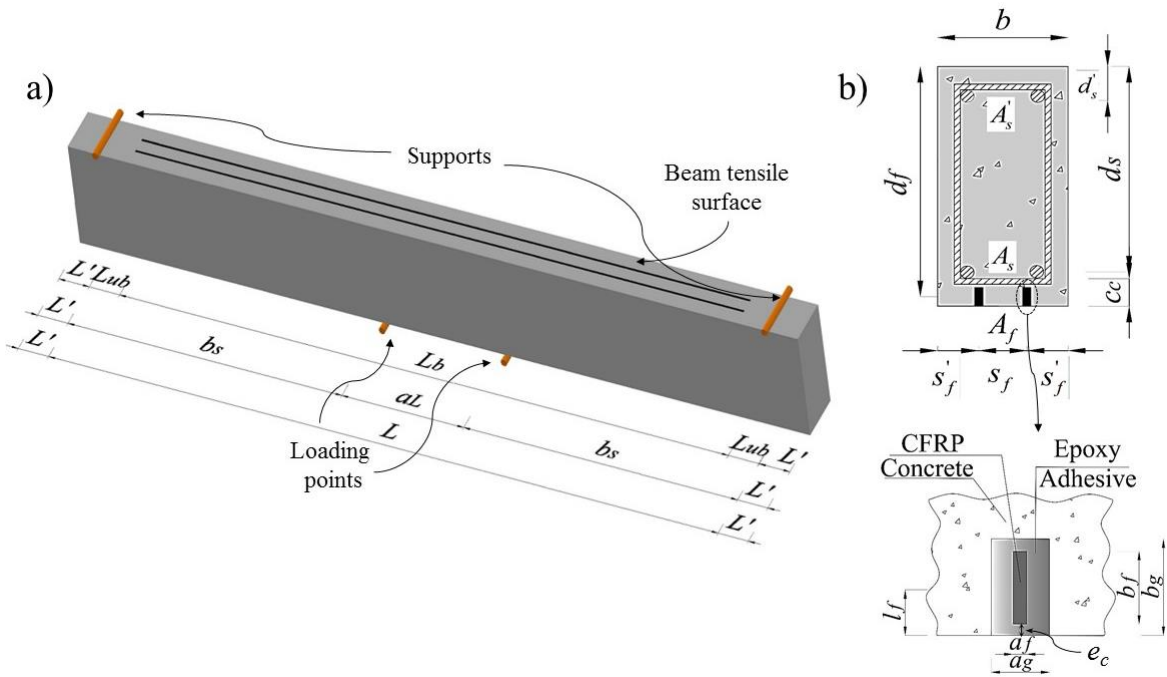 a)
Supports
Beam tensile
surface
L' Lub
L' bs Lb
L' aL
Loading
points
L
bs
Lub L'
L'
L'
b)
b
d's
A's
df
ds
As
cc
Af
s'f sf s'f
CFRP
Concrete
Epoxy
Adhesive
lf
bf
bg
af
ag
ec